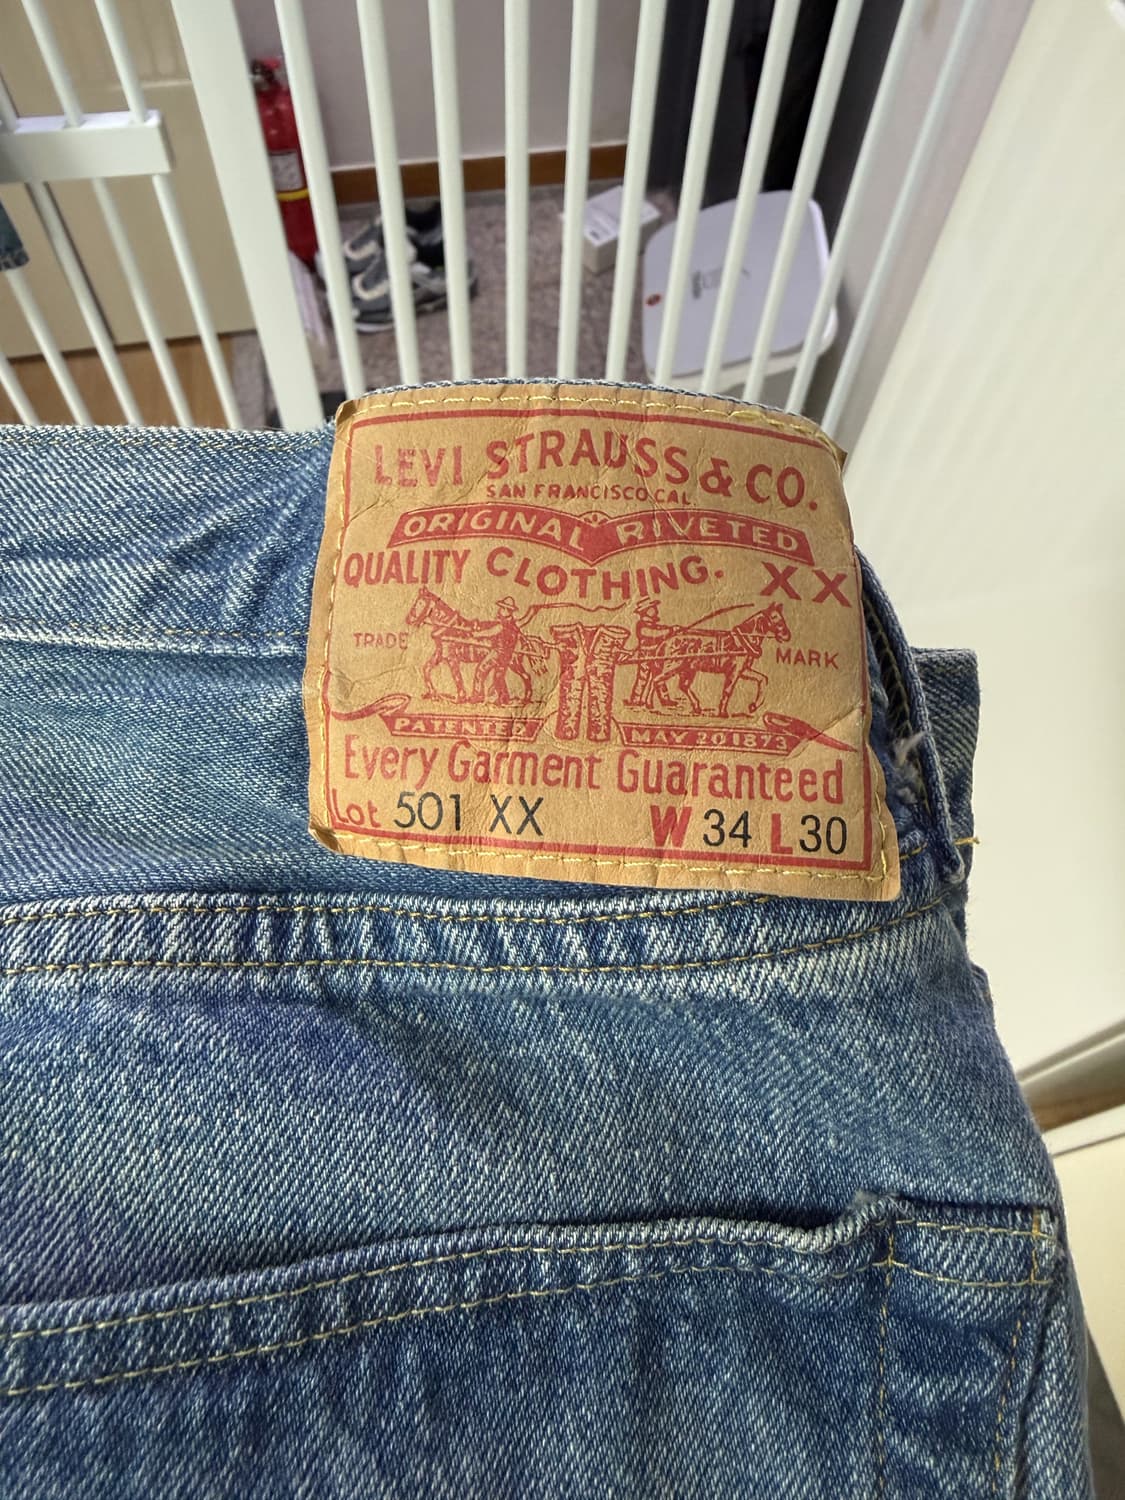 LEVI STRAUSS & CO.
SAN FRANCISCO CAL
ORIGINAL RIVETED
QUALITY CLOTHING. XX
TRADE MARK
PATENTED MAY 20 1873
Every Garment Guaranteed
Lot 501 XX W 34 L 30